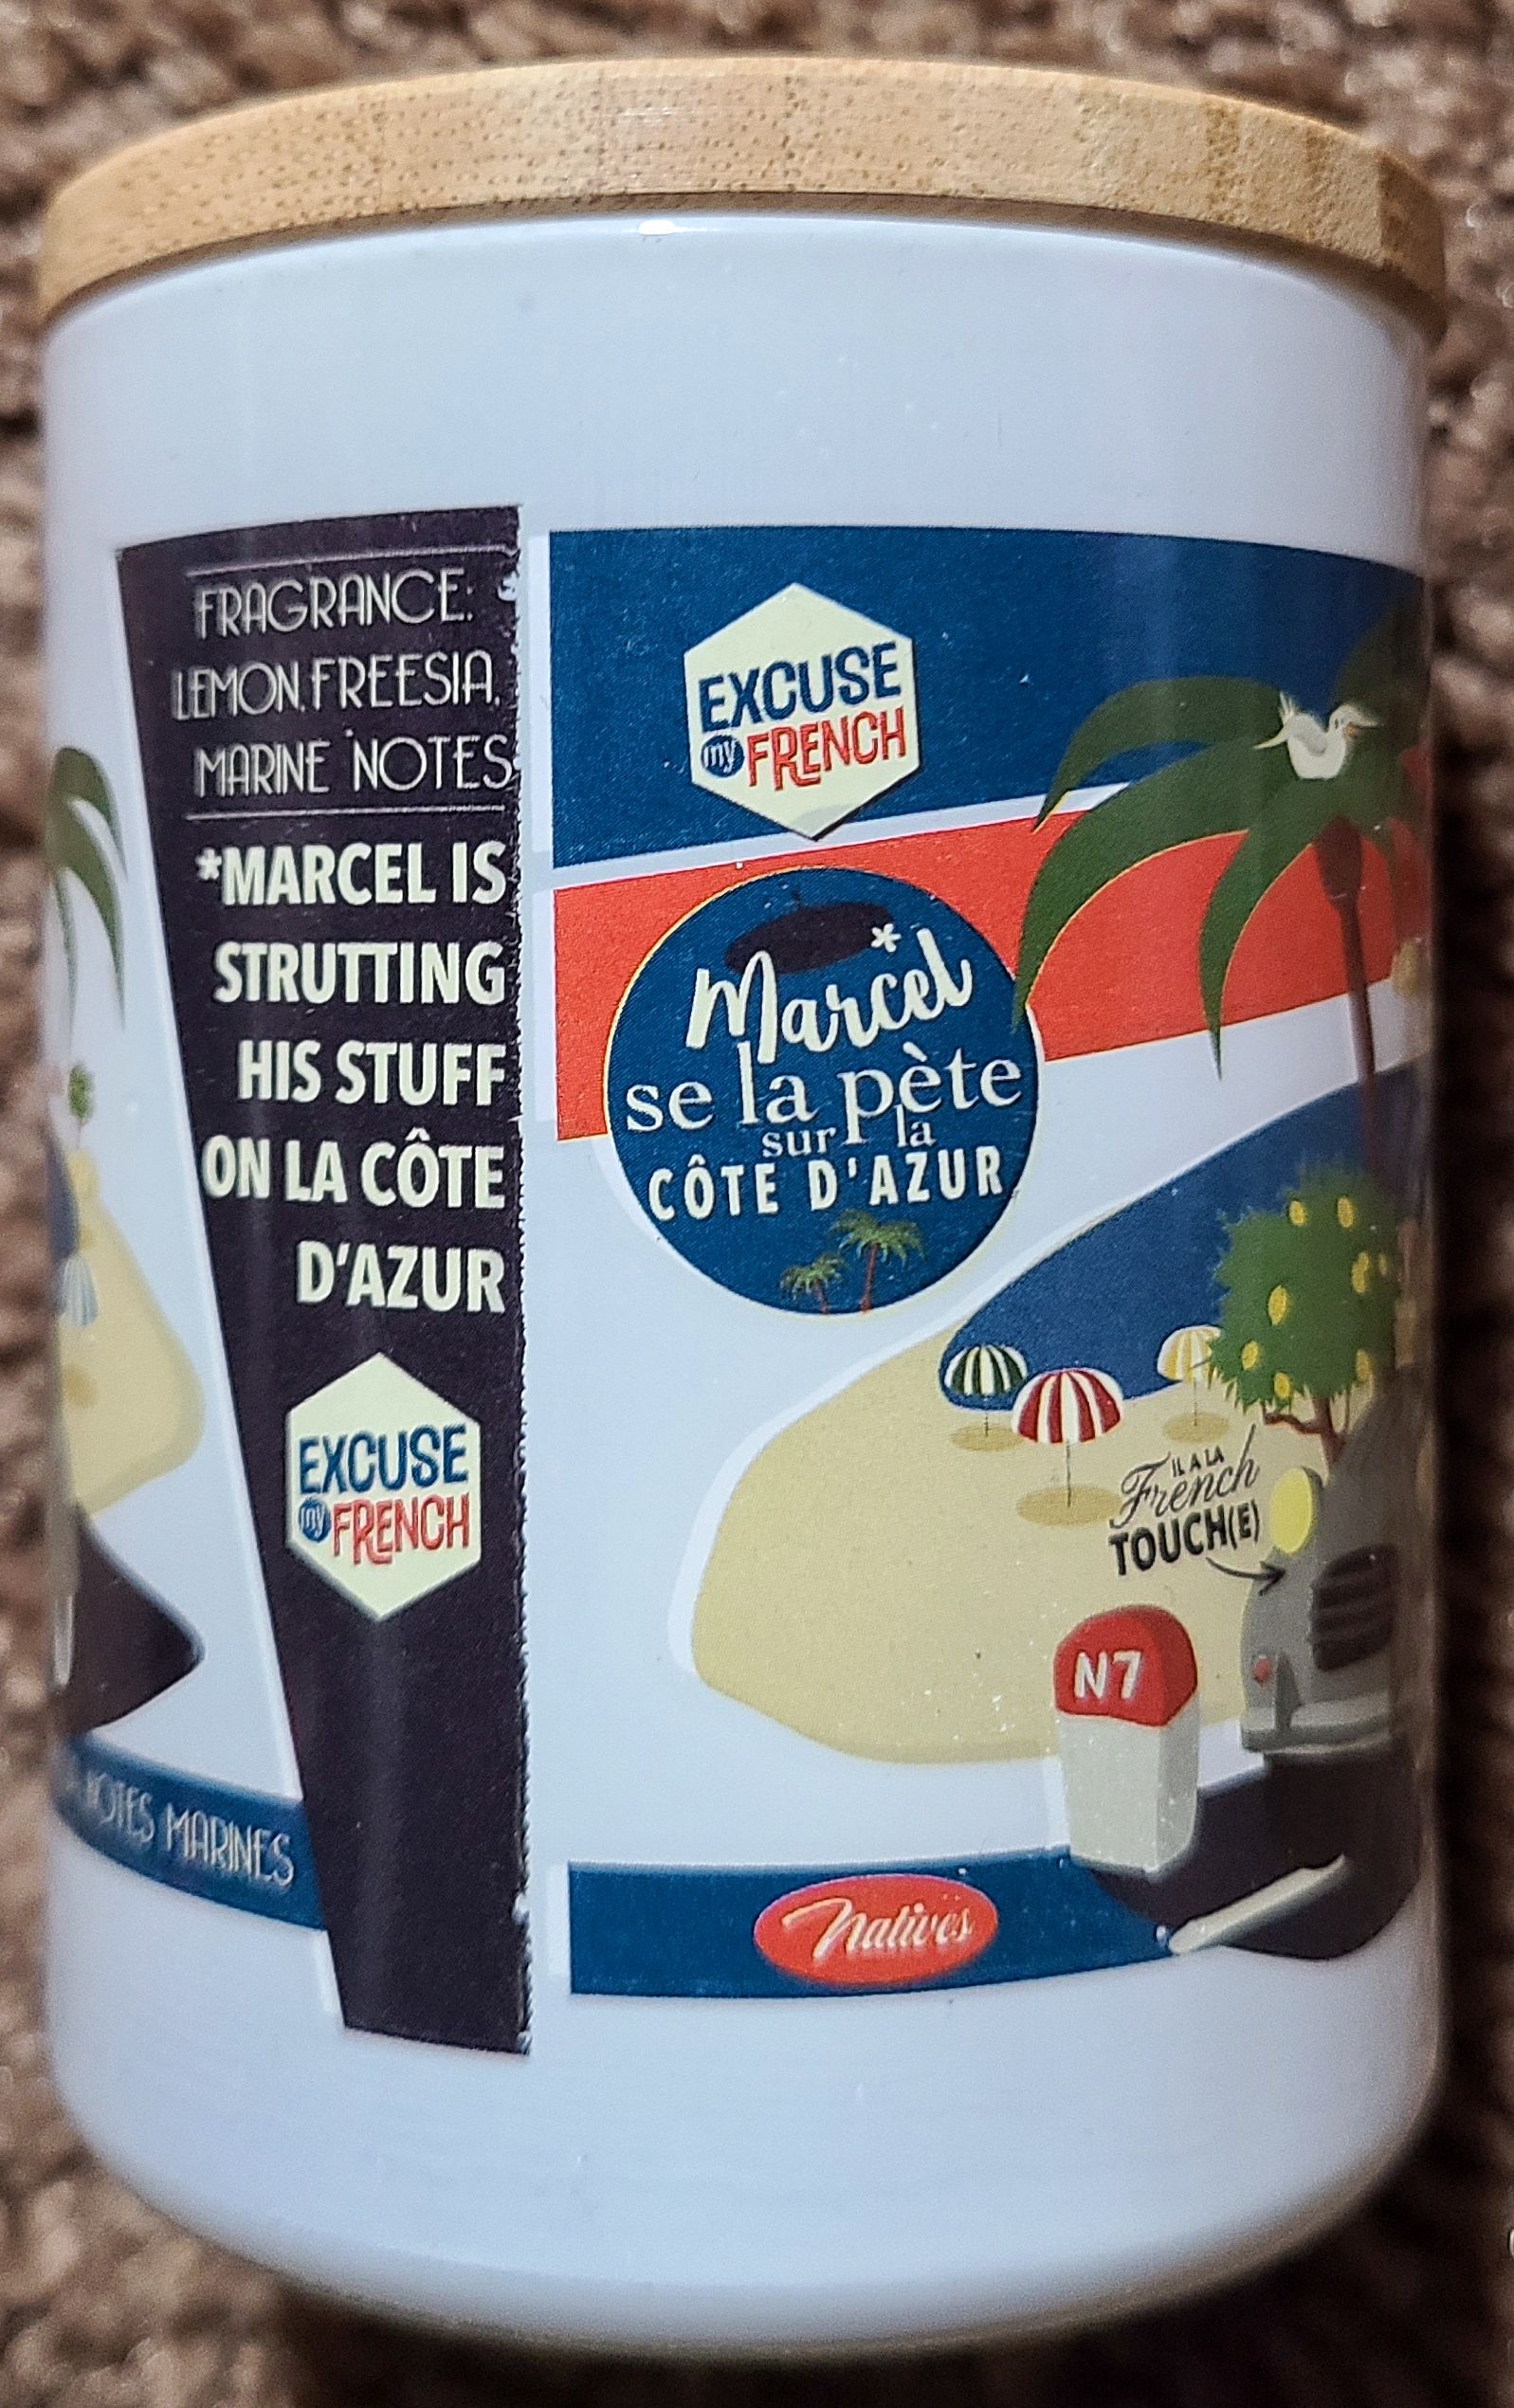 FRAGRANCE:
LEMON, FREESIA,
MARINE NOTES
*MARCEL IS
STRUTTING
HIS STUFF
ON LA CÔTE
D'AZUR
EXCUSE
my FRENCH
NOTES MARINES
EXCUSE
my FRENCH
Marcel*
se la pète
sur la
CÔTE D'AZUR
IL A LA
French
TOUCH(E)
N7
Natives